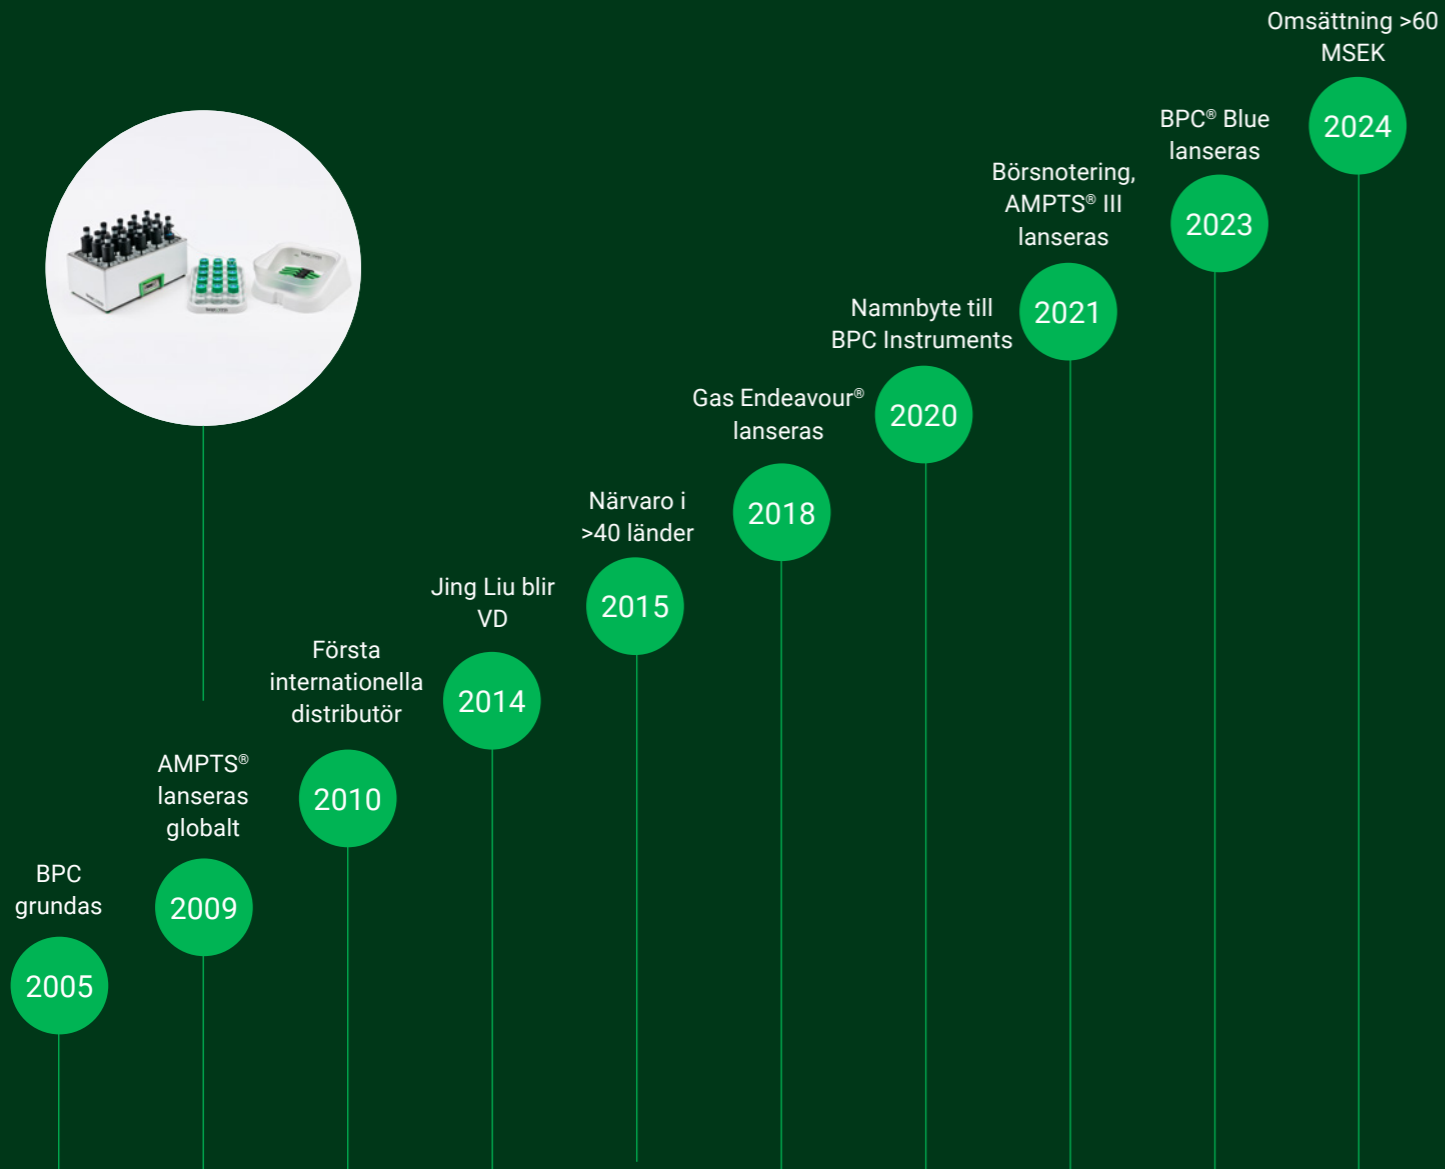 BPC
grundas
2005
AMPTS®
lanseras
globalt
2009
Första
internationella
distributör
2010
Jing Liu blir
VD
2014
Närvaro i
>40 länder
2015
Gas Endeavour®
lanseras
2018
Namnbyte till
BPC Instruments
2020
Börsnotering,
AMPTS® III
lanseras
2021
BPC® Blue
lanseras
2023
Omsättning >60
MSEK
2024